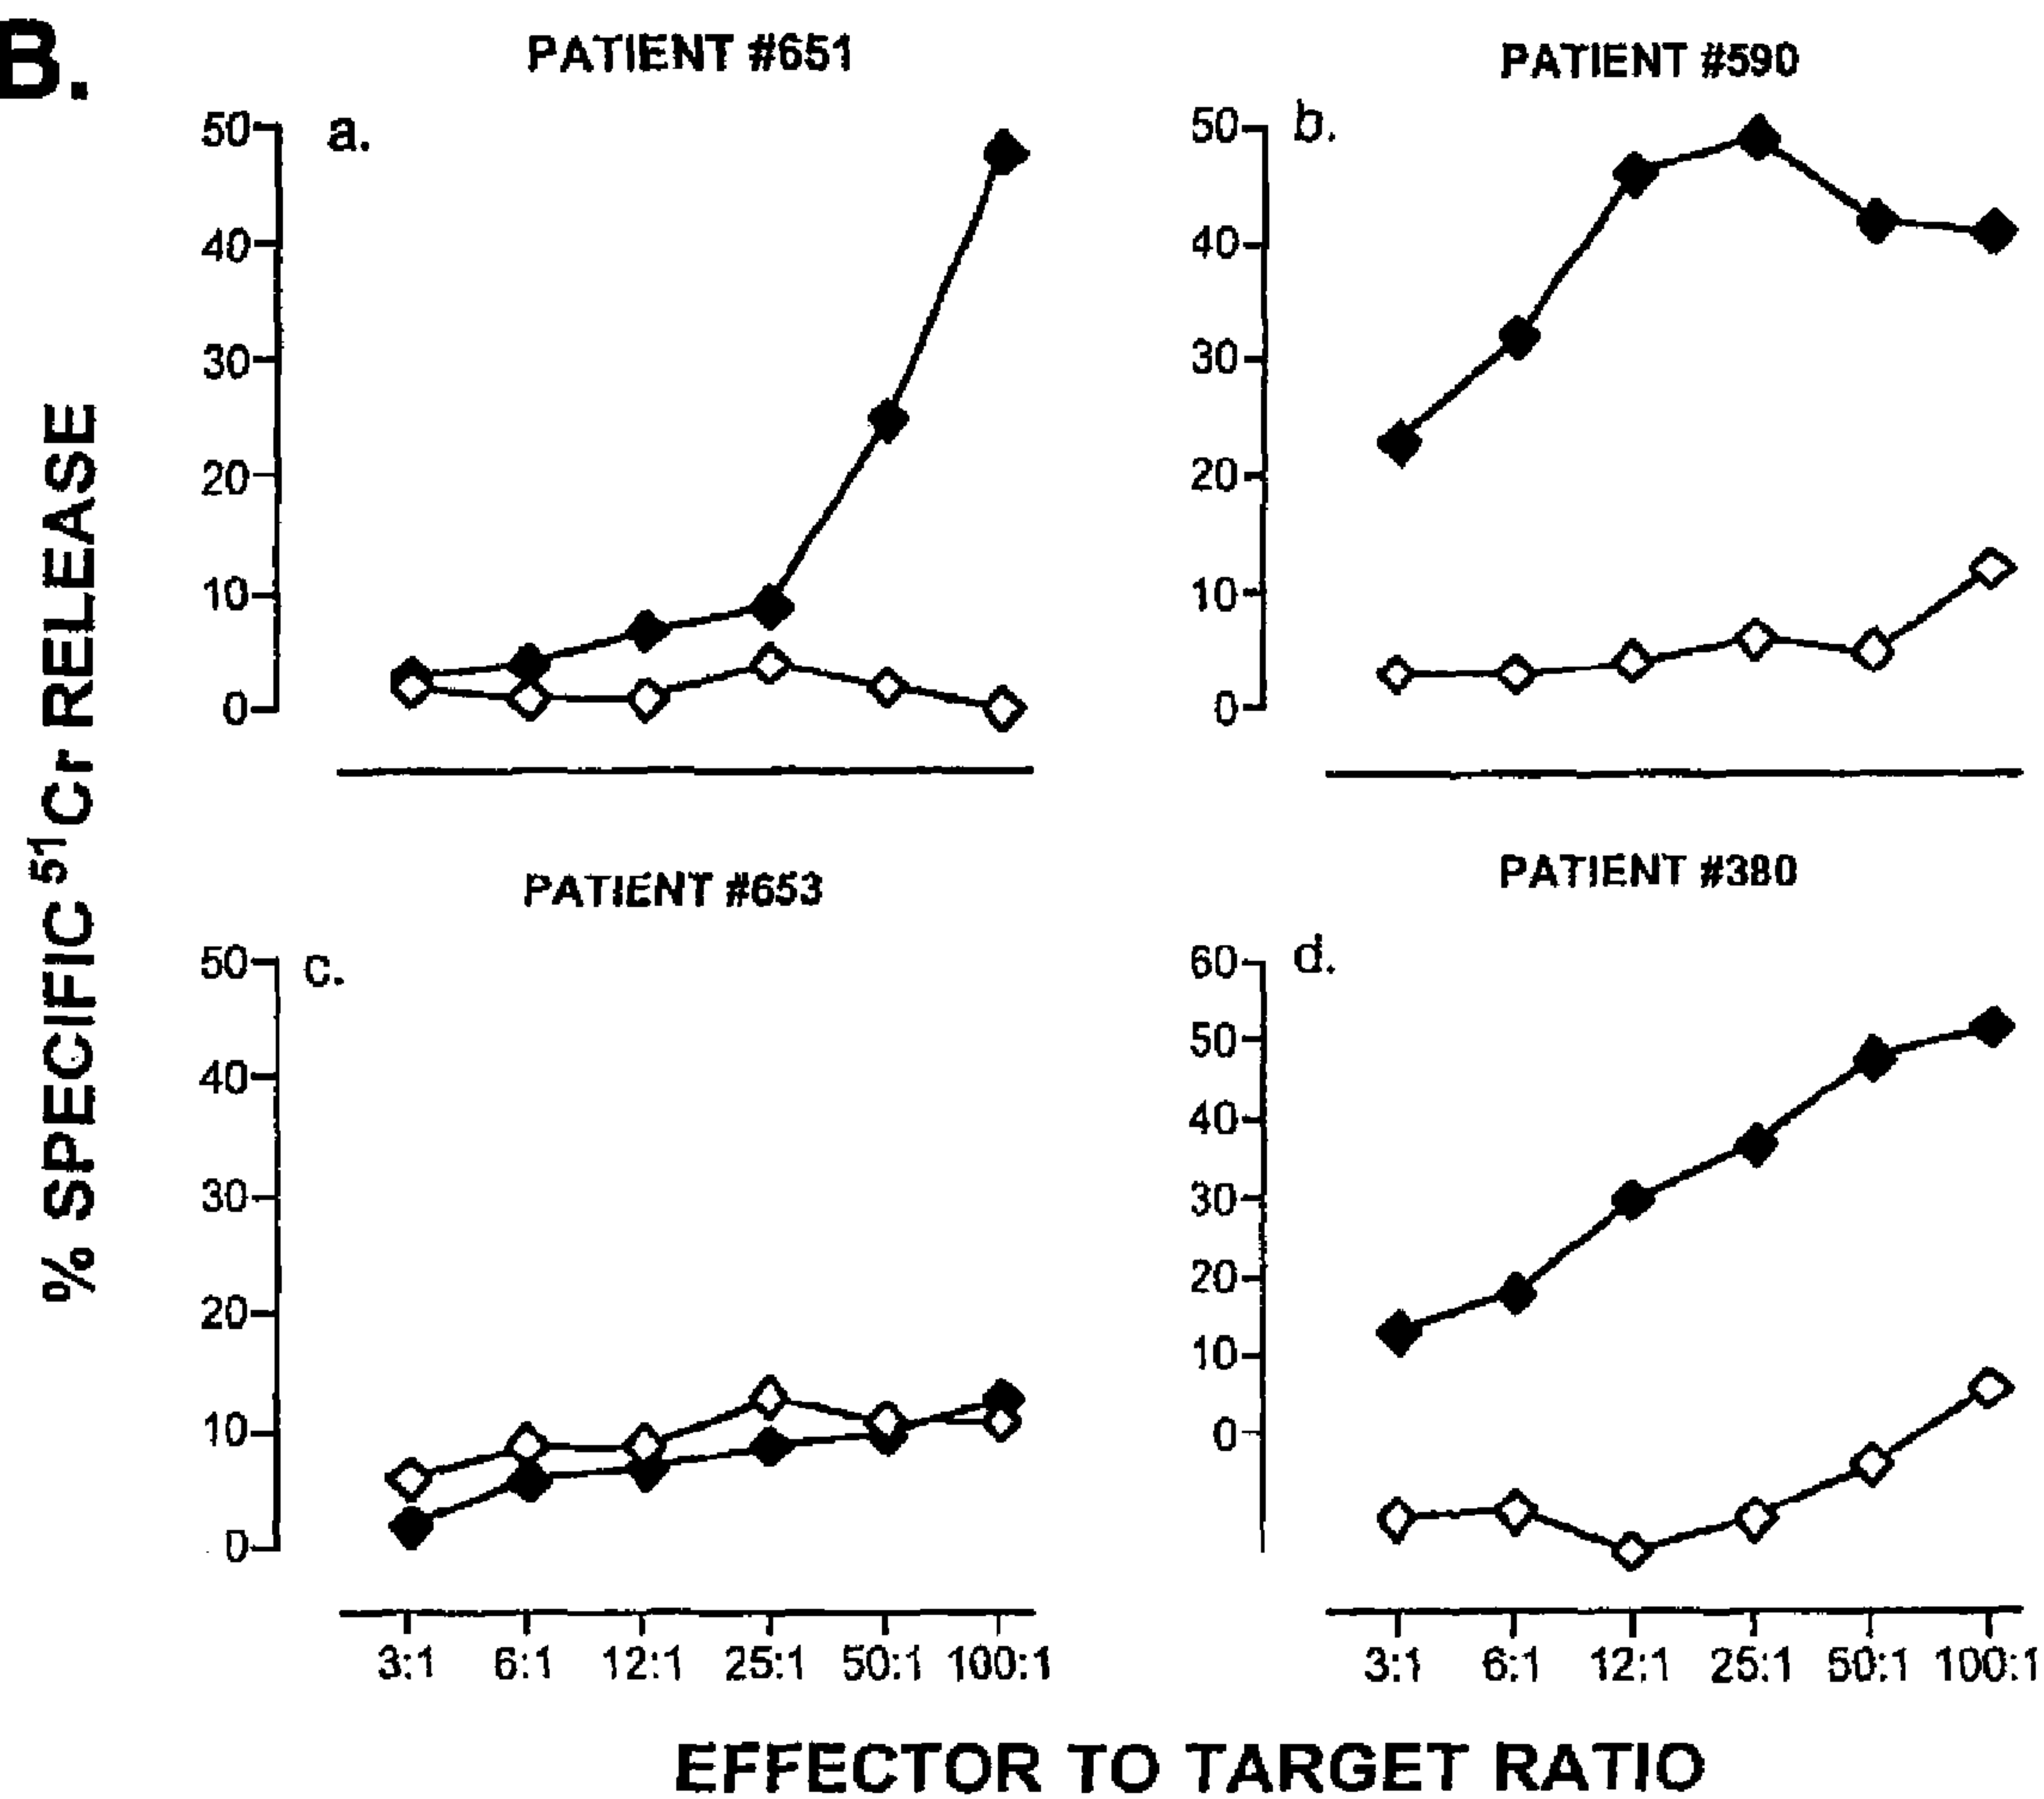 B.
PATIENT #651
a.
50
40
30
20
10
0
PATIENT #590
b.
50
40
30
20
10
0
% SPECIFIC ⁵¹Cr RELEASE
PATIENT #653
c.
50
40
30
20
10
0
3:1 6:1 12:1 25:1 50:1 100:1
PATIENT #380
d.
60
50
40
30
20
10
0
3:1 6:1 12:1 25:1 50:1 100:1
EFFECTOR TO TARGET RATIO